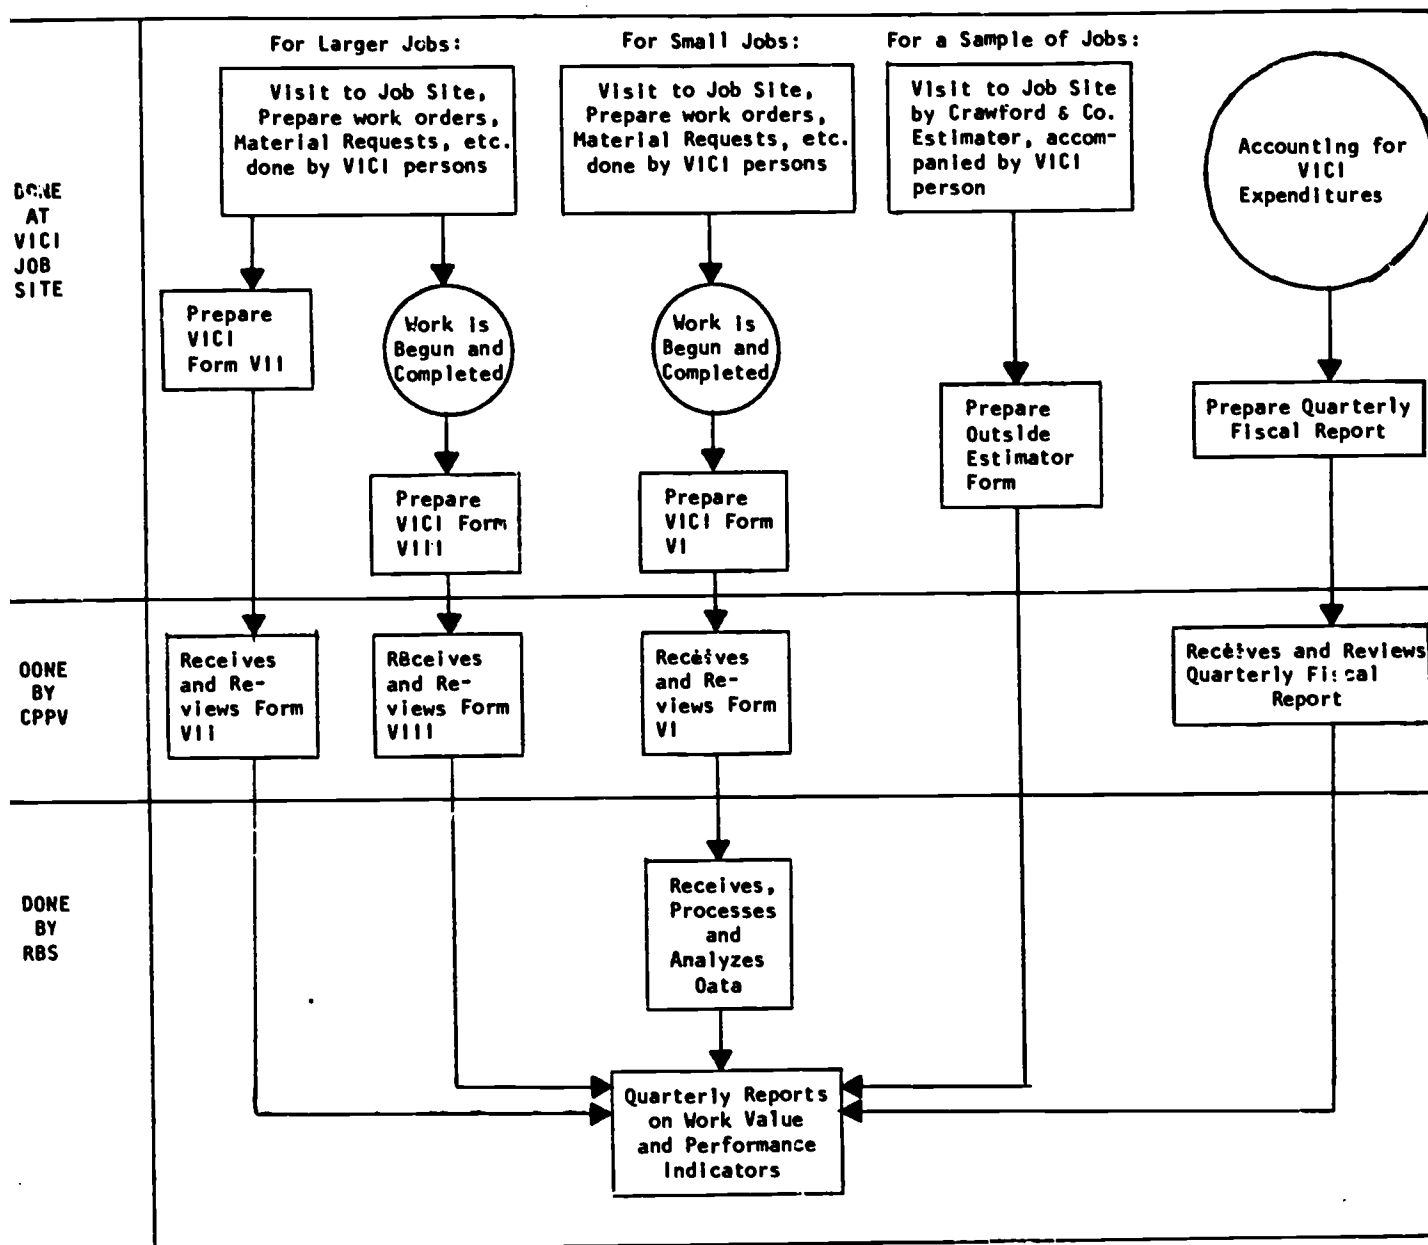 For Larger Jobs:
Visit to Job Site,
Prepare work orders,
Material Requests, etc.
done by VICI persons
For Small Jobs:
Visit to Job Site,
Prepare work orders,
Material Requests, etc.
done by VICI persons
For a Sample of Jobs:
Visit to Job Site
by Crawford & Co.
Estimator, accom-
panied by VICI
person
Accounting for
VICI
Expenditures
DONE
AT
VICI
JOB
SITE
Prepare
VICI
Form VII
Work is
Begun and
Completed
Work is
Begun and
Completed
Prepare
Outside
Estimator
Form
Prepare Quarterly
Fiscal Report
Prepare
VICI Form
VIII
Prepare
VICI Form
VI
DONE
BY
CPPV
Receives
and Re-
views Form
VII
Receives
and Re-
views Form
VIII
Receives
and Re-
views Form
VI
Receives and Reviews
Quarterly Fiscal
Report
DONE
BY
RBS
Receives,
Processes
and
Analyzes
Data
Quarterly Reports
on Work Value
and Performance
Indicators